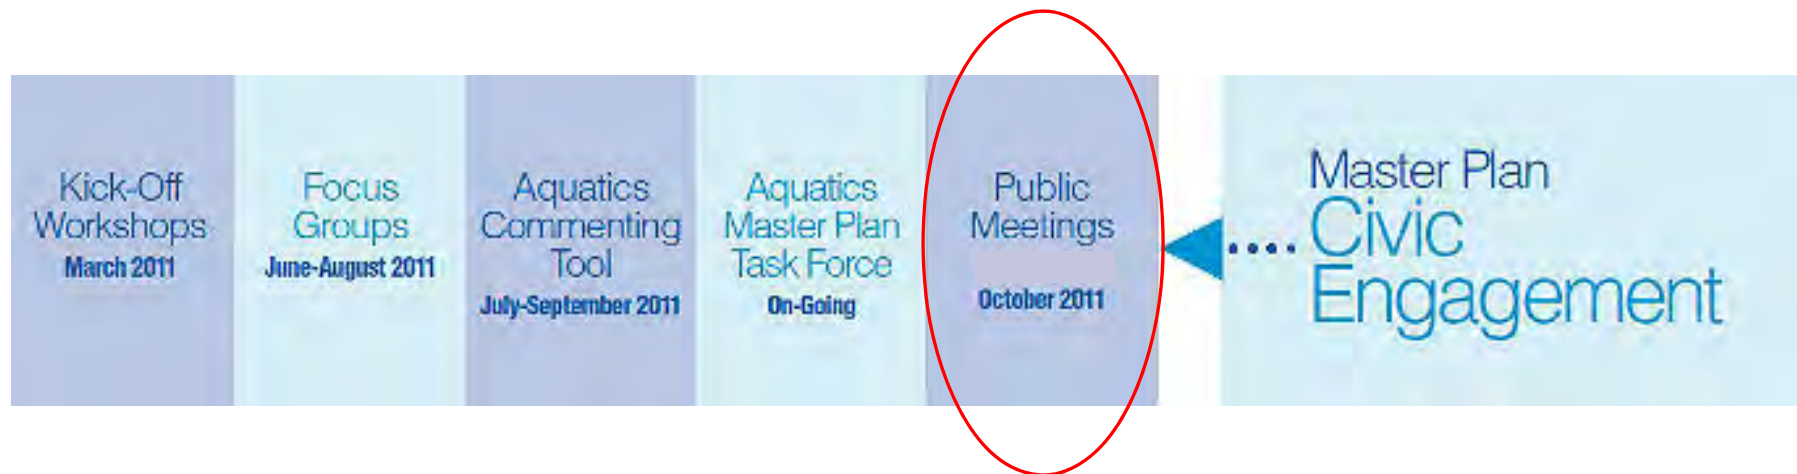 Kick-Off
Workshops
March 2011
Focus
Groups
June-August 2011
Aquatics
Commenting
Tool
July-September 2011
Aquatics
Master Plan
Task Force
On-Going
Public
Meetings
October 2011
Master Plan
Civic
Engagement